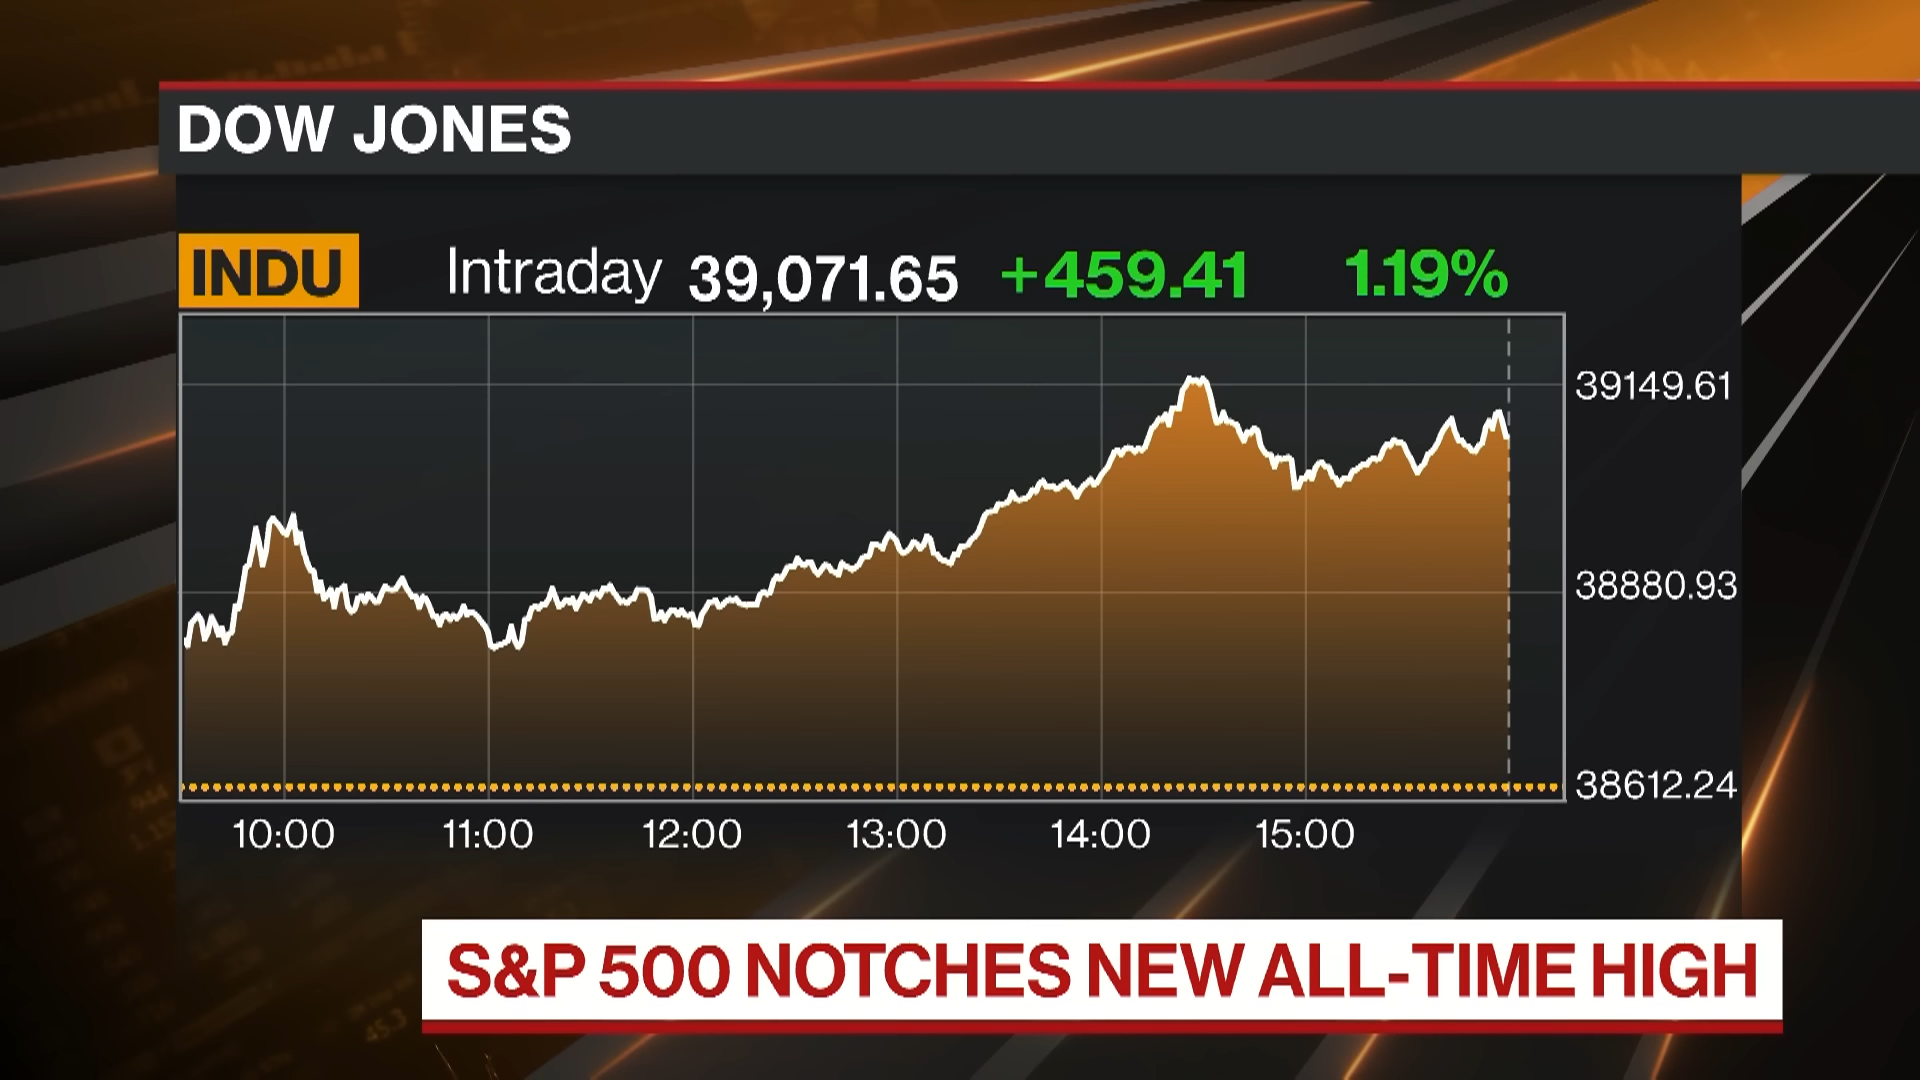 DOW JONES
INDU Intraday 39,071.65 +459.41 1.19%
39149.61
38880.93
38612.24
10:00 11:00 12:00 13:00 14:00 15:00
S&P 500 NOTCHES NEW ALL-TIME HIGH